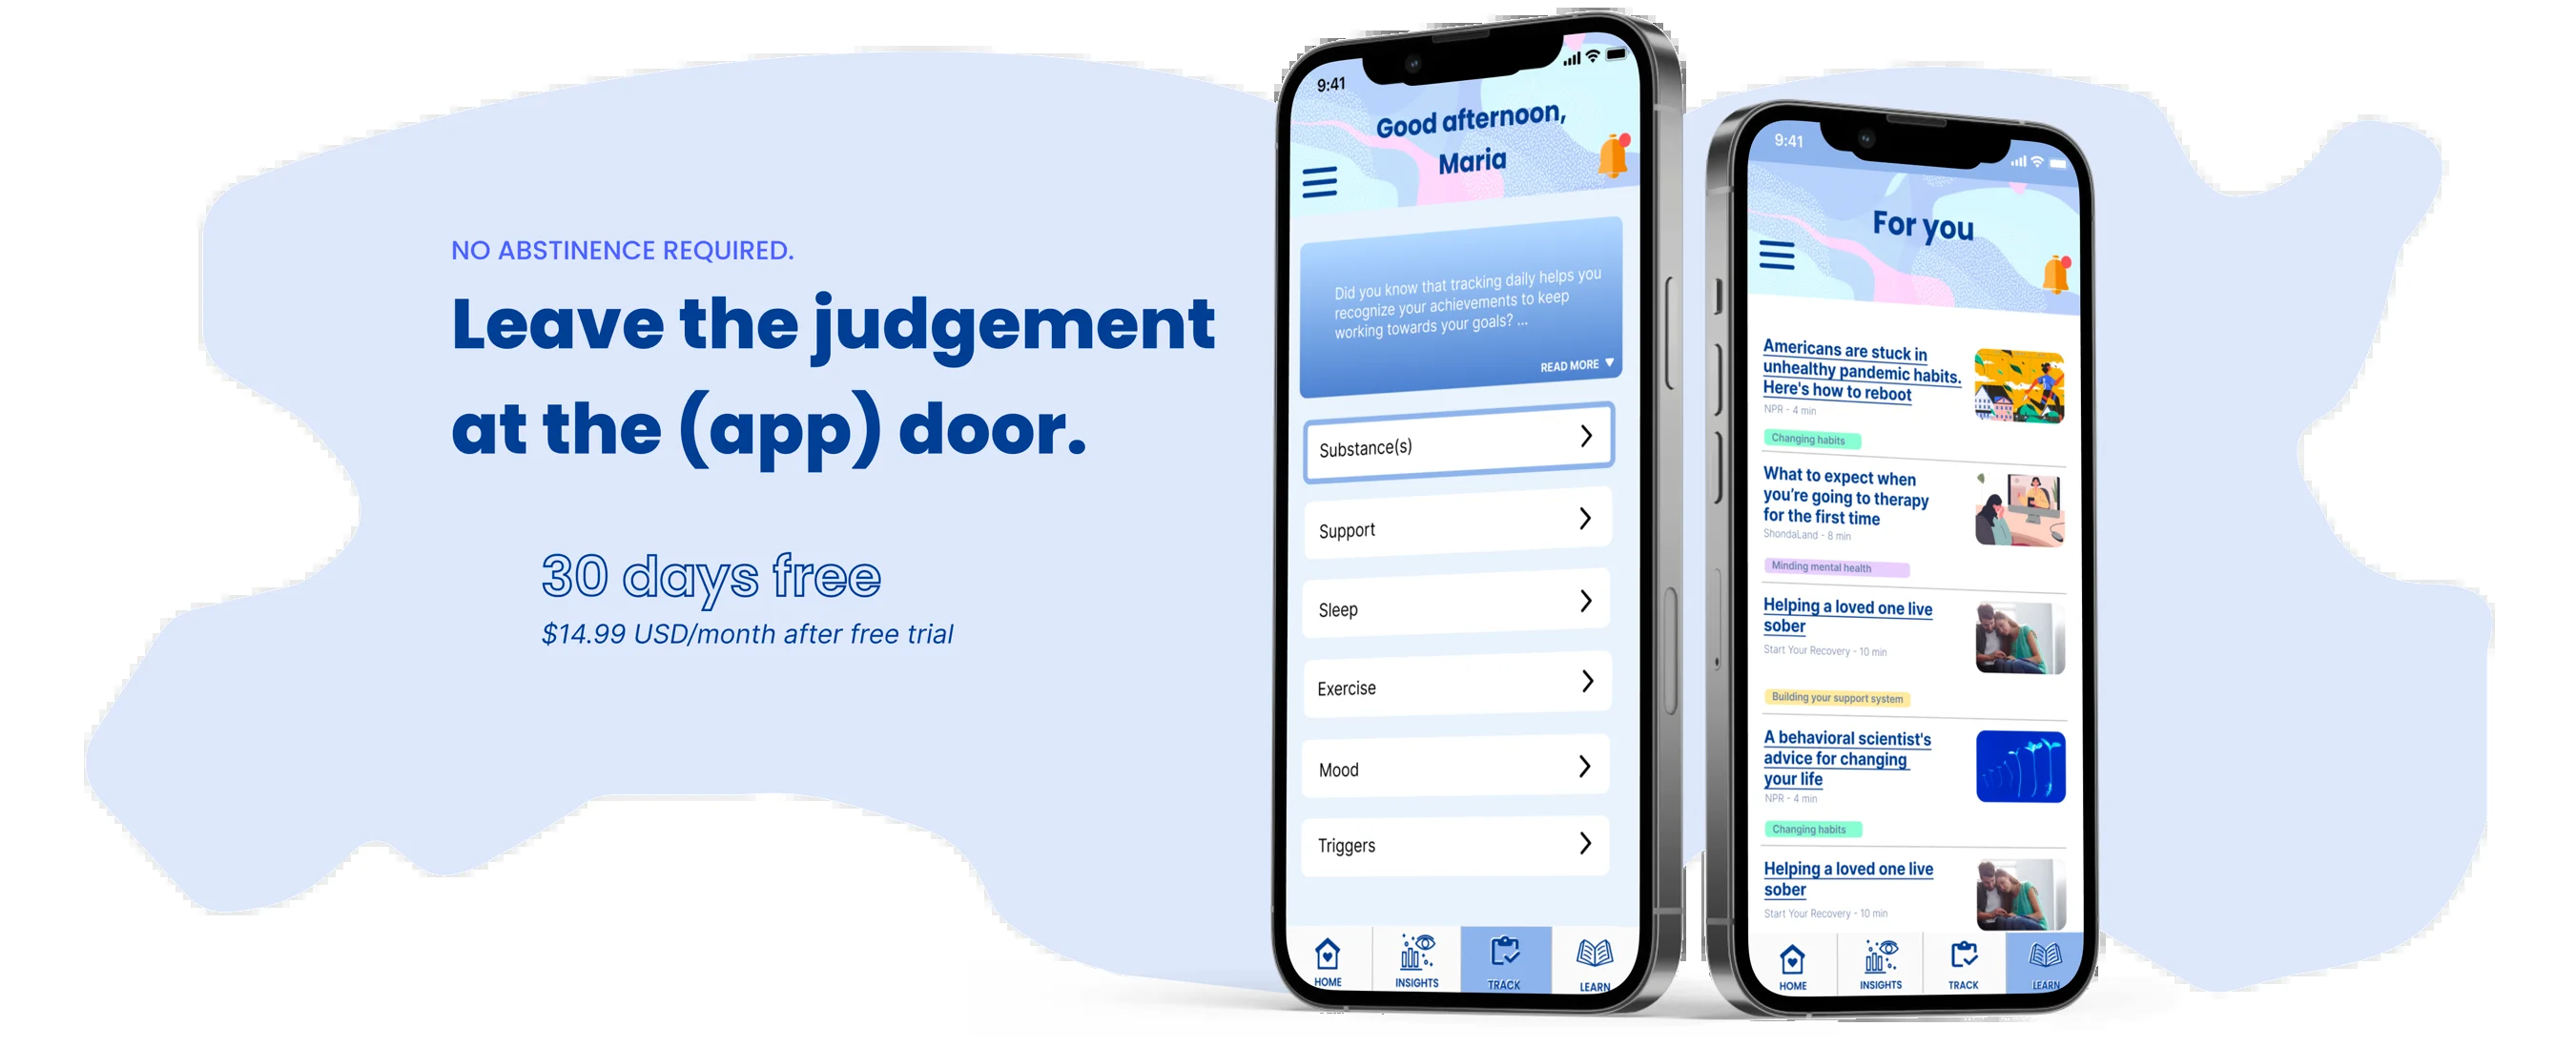 NO ABSTINENCE REQUIRED.
Leave the judgement
at the (app) door.
30 days free
$14.99 USD/month after free trial
9:41
Good afternoon,
Maria
Did you know that tracking daily helps you
recognize your achievements to keep
working towards your goals? ...
READ MORE ▼
Substance(s)
Support
Sleep
Exercise
Mood
Triggers
HOME
INSIGHTS
TRACK
LEARN
9:41
For you
Americans are stuck in
unhealthy pandemic habits.
Here's how to reboot
NPR - 4 min
Changing habits
What to expect when
you're going to therapy
for the first time
ShondaLand - 8 min
Minding mental health
Helping a loved one live
sober
Start Your Recovery - 10 min
Building your support system
A behavioral scientist's
advice for changing
your life
NPR - 4 min
Changing habits
Helping a loved one live
sober
Start Your Recovery - 10 min
HOME
INSIGHTS
TRACK
LEARN